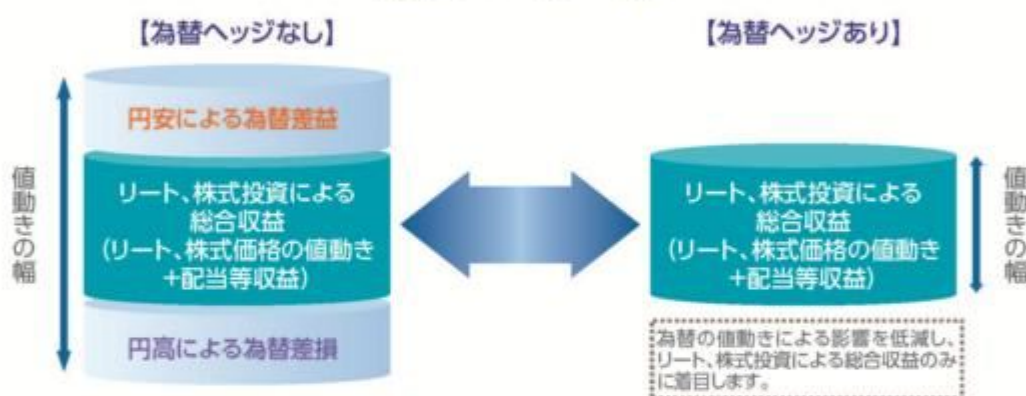 【為替ヘッジなし】
円安による為替差益
リート、株式投資による
総合収益
(リート、株式価格の値動き
+配当等収益)
円高による為替差損
値動きの幅
【為替ヘッジあり】
リート、株式投資による
総合収益
(リート、株式価格の値動き
+配当等収益)
値動きの幅
為替の値動きによる影響を低減し、
リート、株式投資による総合収益のみ
に着目します。